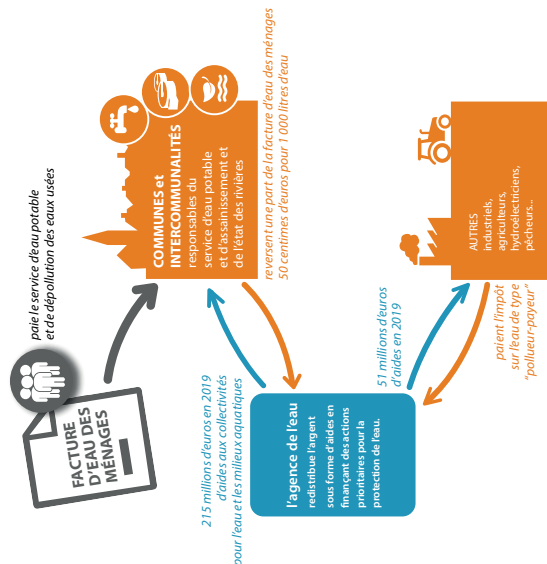 FACTURE
D'EAU DES
MÉNAGES
paie le service d'eau potable
et de dépollution des eaux usées
COMMUNES et
INTERCOMMUNALITÉS
responsables du
service d'eau potable
et d'assainissement et
de l'état des rivières
reversent une part de la facture d'eau des ménages
50 centimes d'euros pour 1 000 litres d'eau
215 millions d'euros en 2019
d'aides aux collectivités
pour l'eau et les milieux aquatiques
l'agence de l'eau
redistribue l'argent
sous forme d'aides en
finançant des actions
prioritaires pour la
protection de l'eau.
51 millions d'euros
d'aides en 2019
paient l'impôt
sur l'eau de type
"pollueur-payeur"
AUTRES
industriels,
agriculteurs,
hydroélectriciens,
pêcheurs...